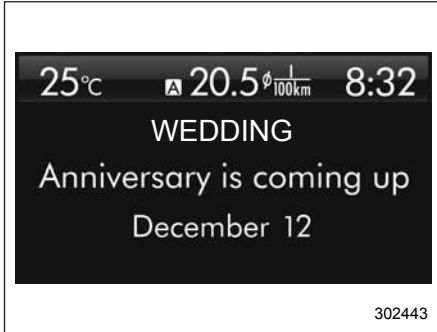 25°C A 20.5 ø l/100km 8:32
WEDDING
Anniversary is coming up
December 12
302443